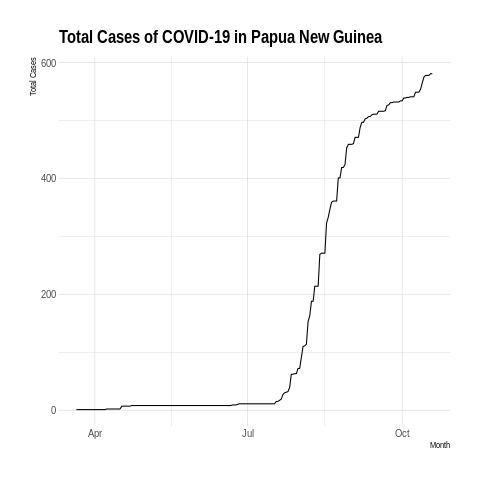 Total Cases of COVID-19 in Papua New Guinea
Total Cases
600
400
200
0
Apr
Jul
Oct
Month